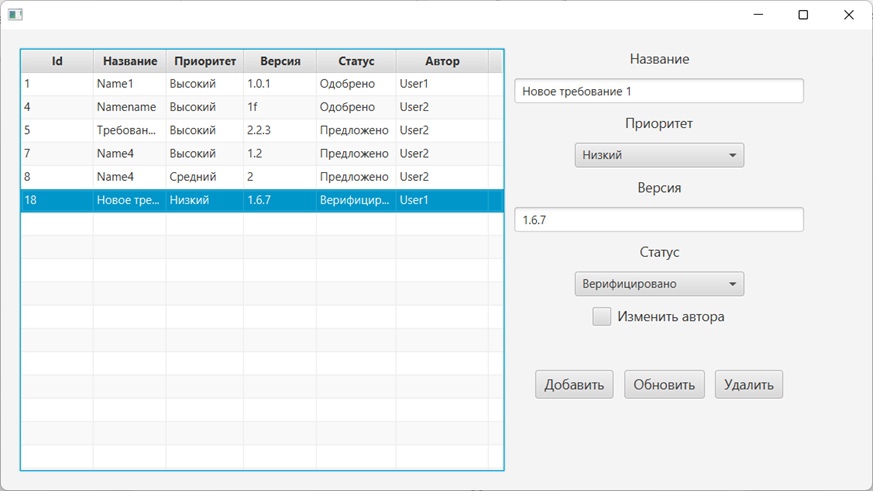 Id Название Приоритет Версия Статус Автор
1 Name1 Высокий 1.0.1 Одобрено User1
4 Namename Высокий 1f Одобрено User2
5 Требован... Высокий 2.2.3 Предложено User2
7 Name4 Высокий 1.2 Предложено User2
8 Name4 Средний 2 Предложено User2
18 Новое тре... Низкий 1.6.7 Верифицир... User1
Название
Новое требование 1
Приоритет
Низкий
Версия
1.6.7
Статус
Верифицировано
Изменить автора
Добавить Обновить Удалить